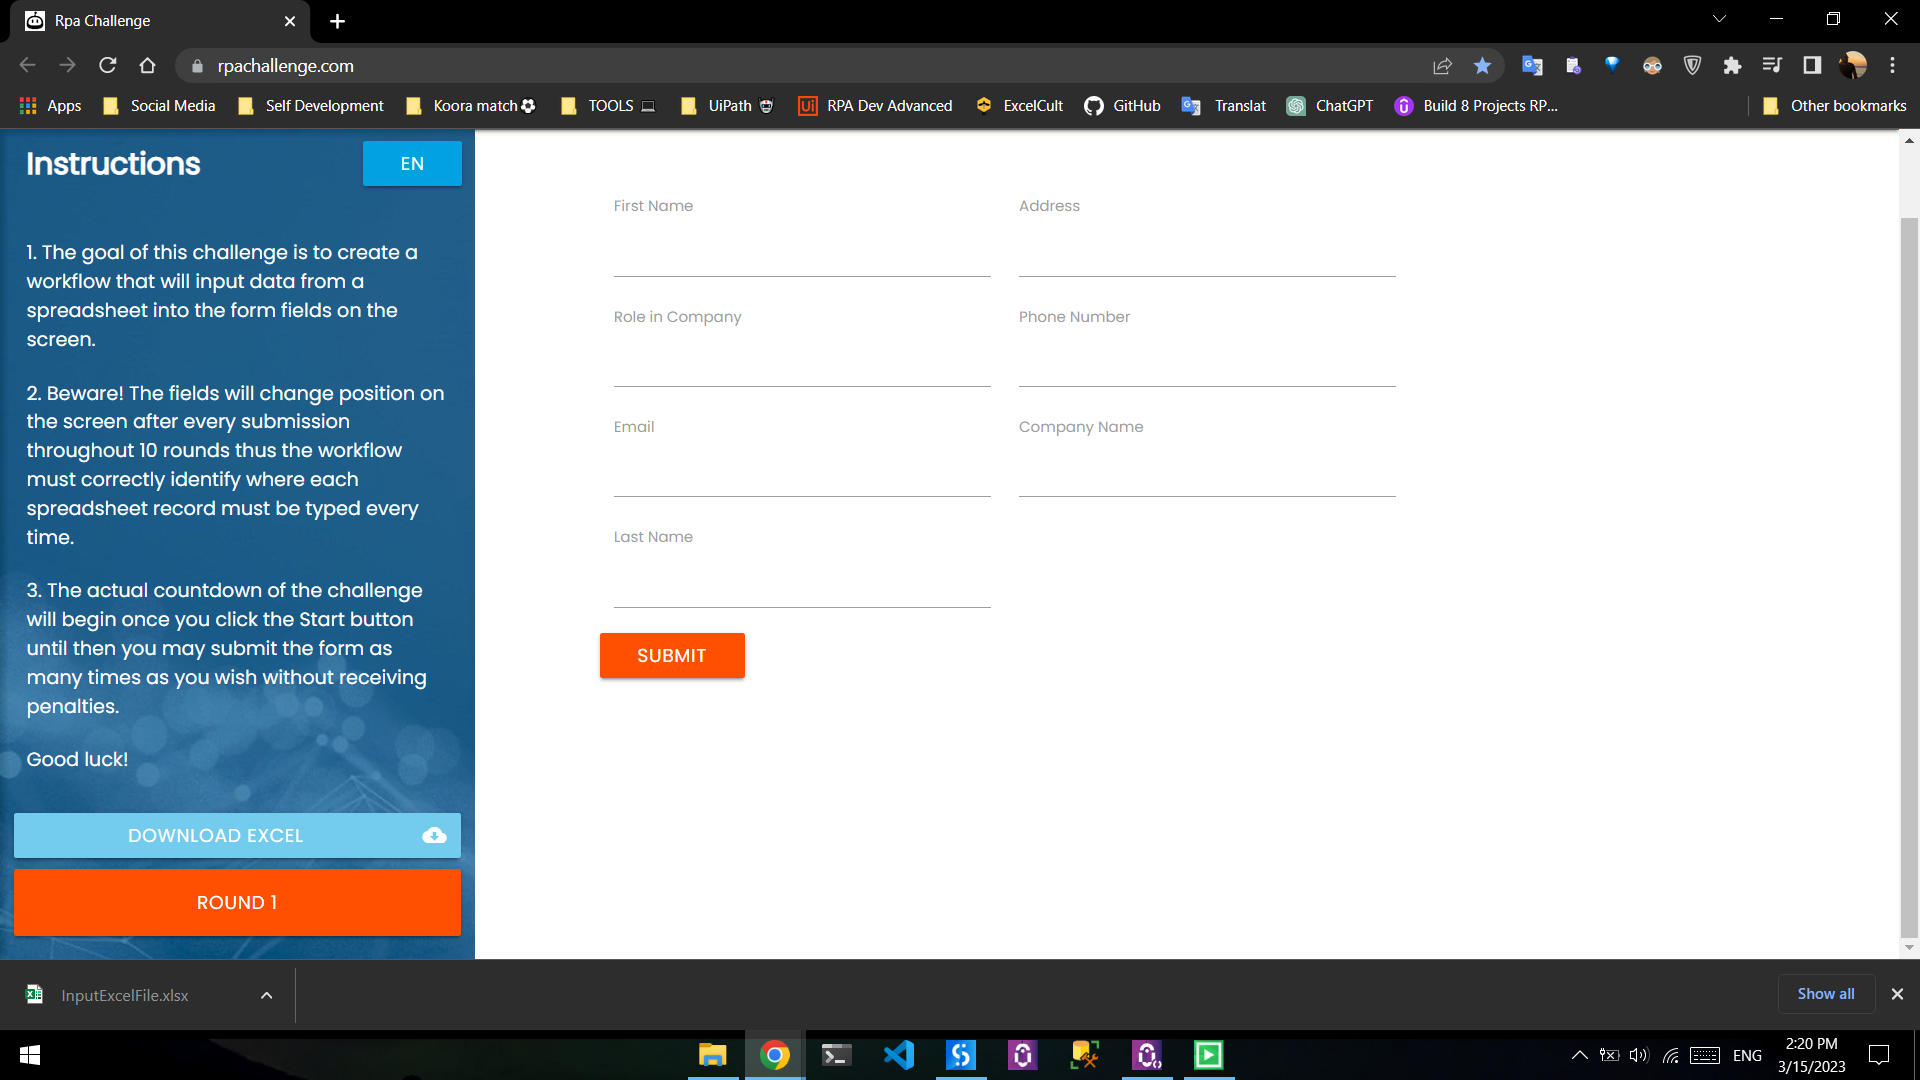 Rpa Challenge
rpachallenge.com
Apps Social Media Self Development Koora match TOOLS UiPath RPA Dev Advanced ExcelCult GitHub Translat ChatGPT Build 8 Projects RP... Other bookmarks
Instructions
EN
1. The goal of this challenge is to create a
workflow that will input data from a
spreadsheet into the form fields on the
screen.
2. Beware! The fields will change position on
the screen after every submission
throughout 10 rounds thus the workflow
must correctly identify where each
spreadsheet record must be typed every
time.
3. The actual countdown of the challenge
will begin once you click the Start button
until then you may submit the form as
many times as you wish without receiving
penalties.
Good luck!
DOWNLOAD EXCEL
ROUND 1
First Name
Address
Role in Company
Phone Number
Email
Company Name
Last Name
SUBMIT
InputExcelFile.xlsx
Show all
ENG
2:20 PM
3/15/2023